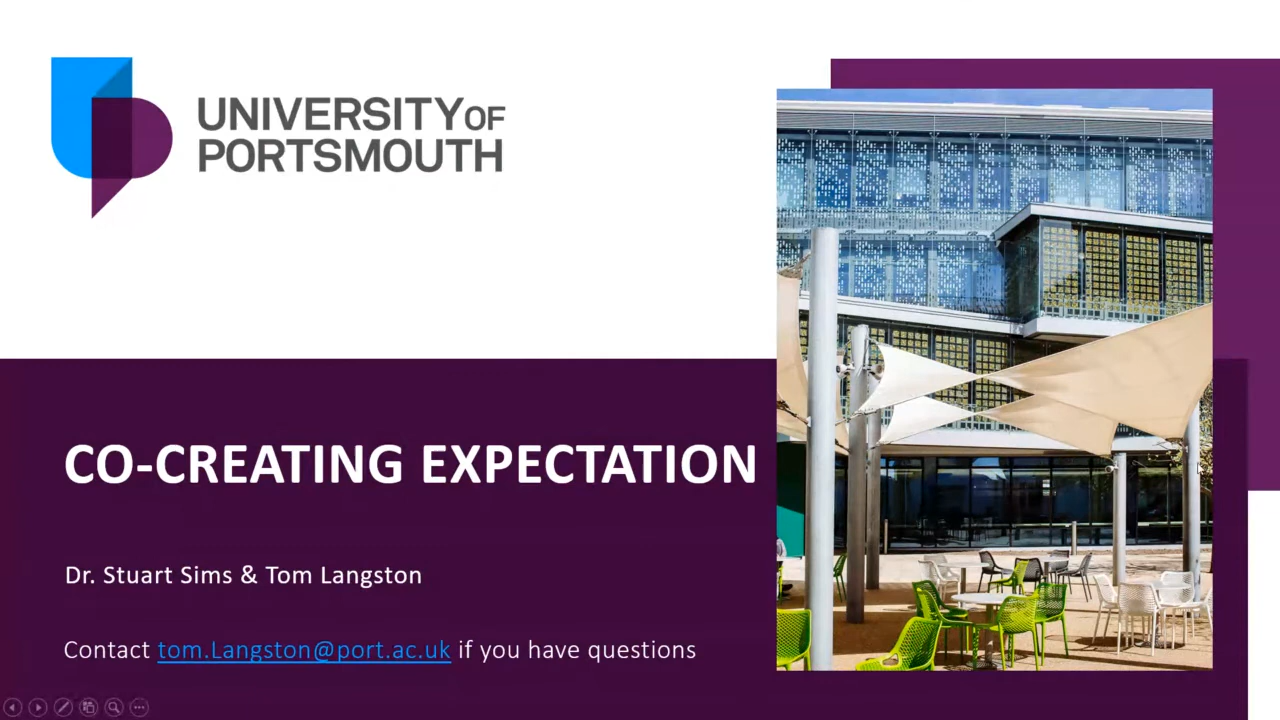 UNIVERSITY OF
PORTSMOUTH
CO-CREATING EXPECTATION
Dr. Stuart Sims & Tom Langston
Contact tom.Langston@port.ac.uk if you have questions